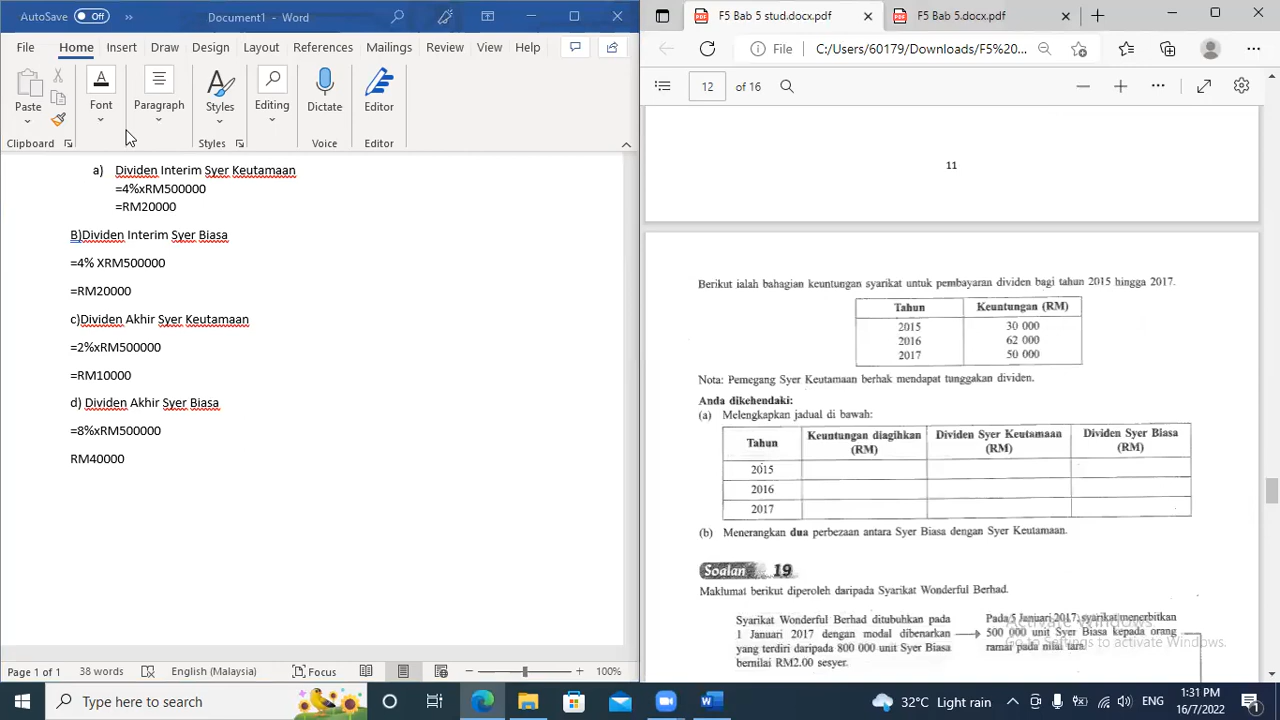 AutoSave
Off
Document1 - Word
File
Home
Insert
Draw
Design
Layout
References
Mailings
Review
View
Help
Paste
Font
Paragraph
Styles
Editing
Dictate
Editor
Clipboard
Styles
Voice
Editor
a) Dividen Interim Syer Keutamaan
=4%xRM500000
=RM20000
B)Dividen Interim Syer Biasa
=4% XRM500000
=RM20000
c)Dividen Akhir Syer Keutamaan
=2%xRM500000
=RM10000
d) Dividen Akhir Syer Biasa
=8%xRM500000
RM40000
Page 1 of 1
38 words
English (Malaysia)
Focus
100%
F5 Bab 5 stud.docx.pdf
F5 Bab 5.docx.pdf
File
C:/Users/60179/Downloads/F5%20...
12
of 16
11
Berikut ialah bahagian keuntungan syarikat untuk pembayaran dividen bagi tahun 2015 hingga 2017.
Tahun Keuntungan (RM)
2015 30 000
2016 62 000
2017 50 000
Nota: Pemegang Syer Keutamaan berhak mendapat tunggakan dividen.
Anda dikehendaki:
(a) Melengkapkan jadual di bawah:
Tahun
Keuntungan diagihkan
(RM)
Dividen Syer Keutamaan
(RM)
Dividen Syer Biasa
(RM)
2015
2016
2017
(b) Menerangkan dua perbezaan antara Syer Biasa dengan Syer Keutamaan.
Soalan 19
Maklumat berikut diperoleh daripada Syarikat Wonderful Berhad.
Syarikat Wonderful Berhad ditubuhkan pada
1 Januari 2017 dengan modal dibenarkan
yang terdiri daripada 800 000 unit Syer Biasa
bernilai RM2.00 sesyer.
Pada 5 Januari 2017, syarikat menerbitkan
500 000 unit Syer Biasa kepada orang
ramai pada nilai tara.
Activate Windows
Go to Settings to activate Windows.
Type here to search
32°C Light rain
ENG
1:31 PM
16/7/2022
1